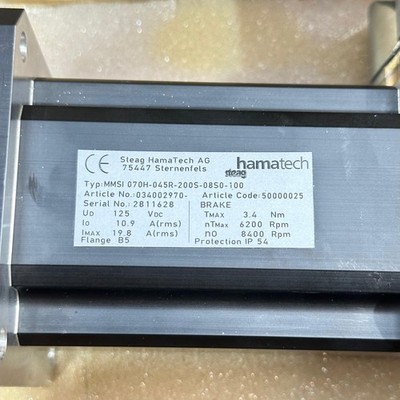 CE Steag HamaTech AG
75447 Sternenfels
steag hamatech
Typ:MMSI 070H-045R-200S-08S0-100
Article No.:034002970- Article Code:50000025
Serial No.: 2811628 BRAKE
UD 125 VDC TMAX 3.4 Nm
I0 10.9 A(rms) nTMax 6200 Rpm
IMAX 19.8 A(rms) nO 8400 Rpm
Flange B5 Protection IP 54